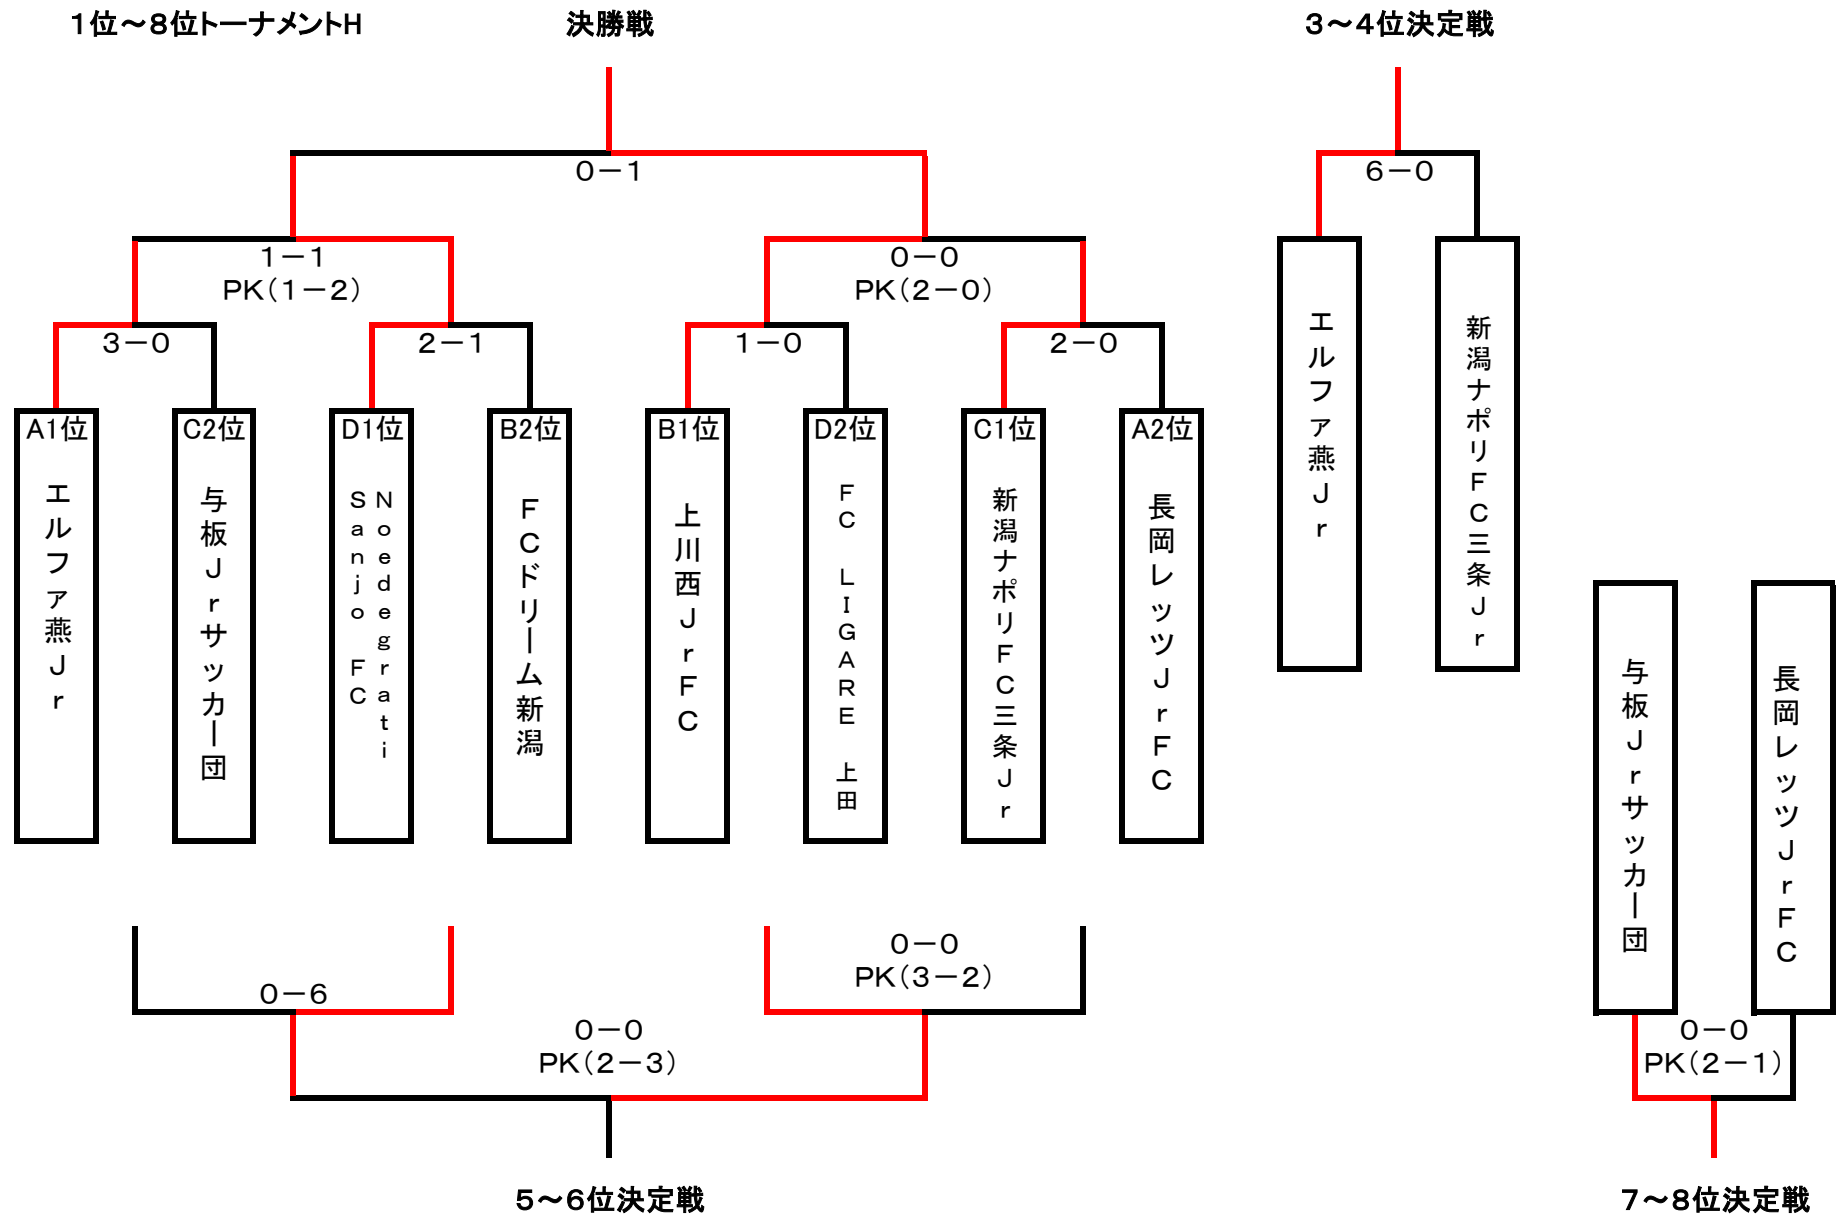 １位～８位トーナメントH
決勝戦
３～４位決定戦
０－１
６－０
１－１
PK（１－２）
０－０
PK（２－０）
３－０
２－１
１－０
２－０
A1位
エルファ燕Ｊｒ
C2位
与板Ｊｒサッカー団
D1位
Ｎｏｅｄｅｇｒａｔｉ
Ｓａｎｊｏ　ＦＣ
B2位
ＦＣドリーム新潟
B1位
上川西ＪｒＦＣ
D2位
ＦＣ　ＬＩＧＡＲＥ　上田
C1位
新潟ナポリＦＣ三条Ｊｒ
A2位
長岡レッツＪｒＦＣ
エルファ燕Ｊｒ
新潟ナポリＦＣ三条Ｊｒ
与板Ｊｒサッカー団
長岡レッツＪｒＦＣ
０－６
０－０
PK（３－２）
０－０
PK（２－３）
０－０
PK（２－１）
５～６位決定戦
７～８位決定戦